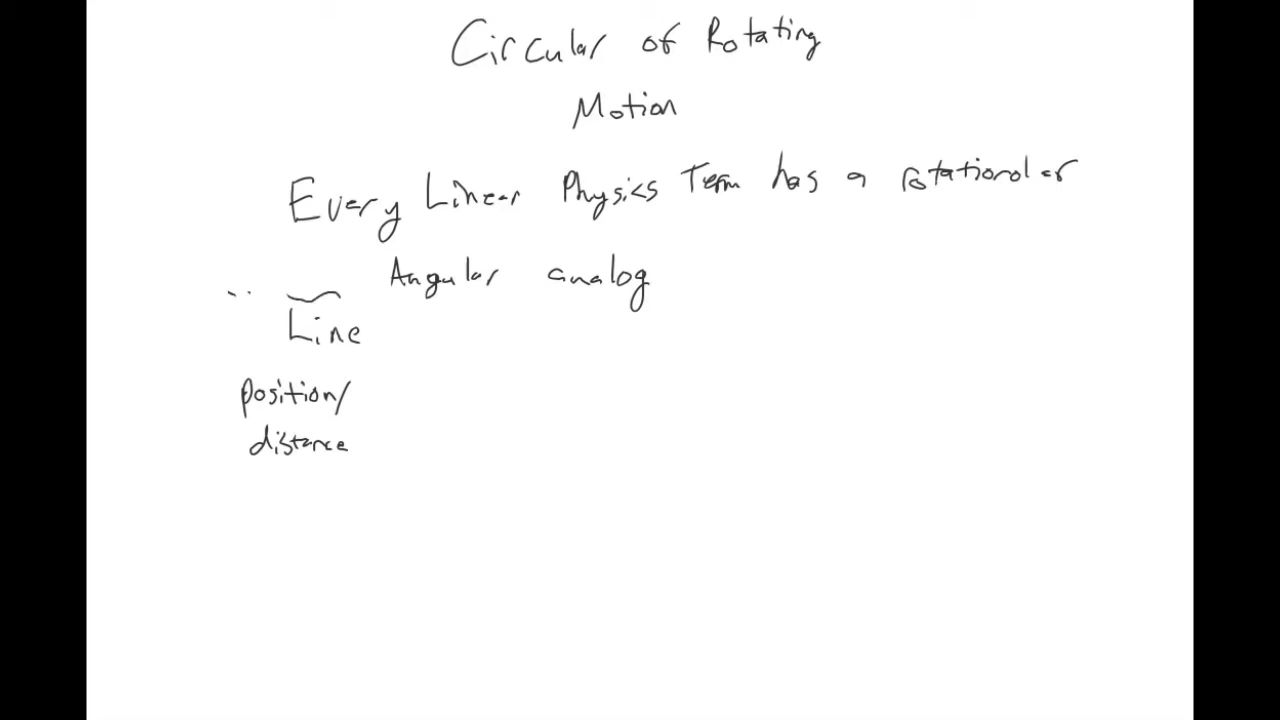 Circular of Rotating
Motion
Every Linear Physics Term has a rotational or
Angular analog
Line
position/
distance